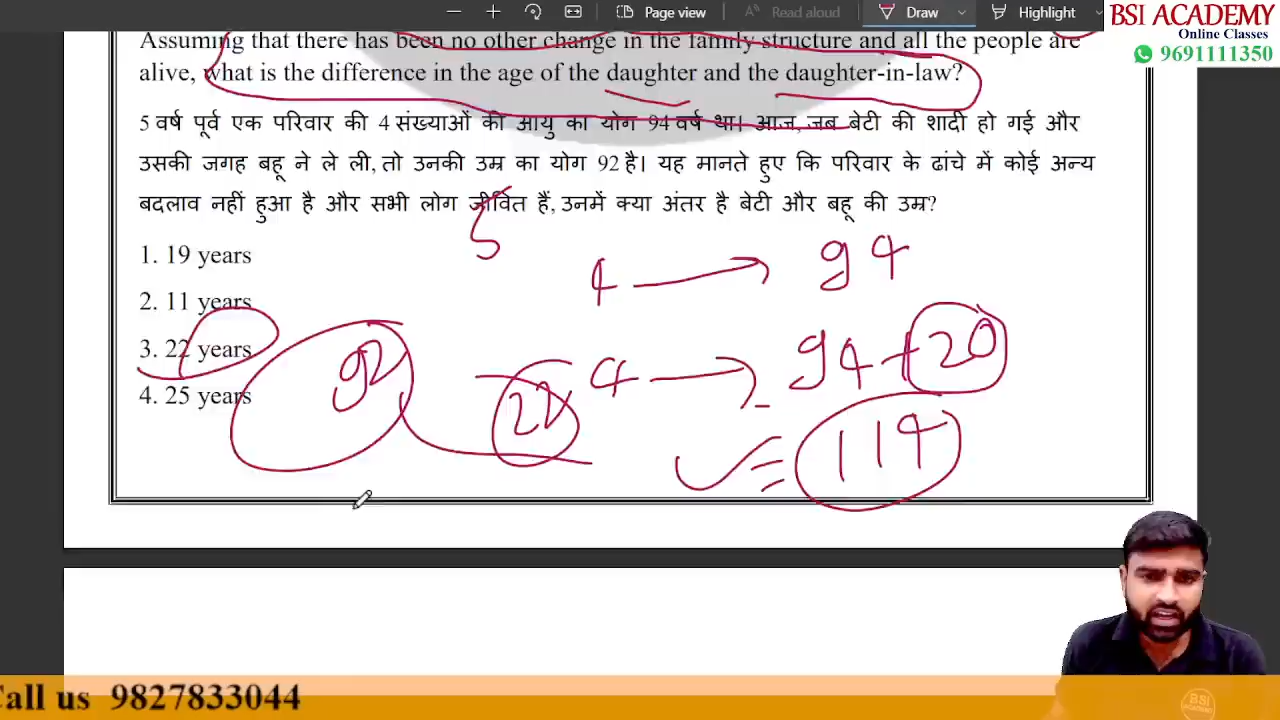 Page view
Read aloud
Draw
Highlight
BSI ACADEMY
Online Classes
9691111350
Assuming that there has been no other change in the family structure and all the people are
alive, what is the difference in the age of the daughter and the daughter-in-law?
5 वर्ष पूर्व एक परिवार की 4 संख्याओं की आयु का योग 94 वर्ष था। आज, जब बेटी की शादी हो गई और
उसकी जगह बहू ने ले ली, तो उनकी उम्र का योग 92 है। यह मानते हुए कि परिवार के ढांचे में कोई अन्य
बदलाव नहीं हुआ है और सभी लोग जीवित हैं, उनमें क्या अंतर है बेटी और बहू की उम्र?
5
1. 19 years
4 → 94
2. 11 years
3. 22 years
92
22
4 → 94+20
4. 25 years
= 114
Call us 9827833044
BSI
ACADEMY